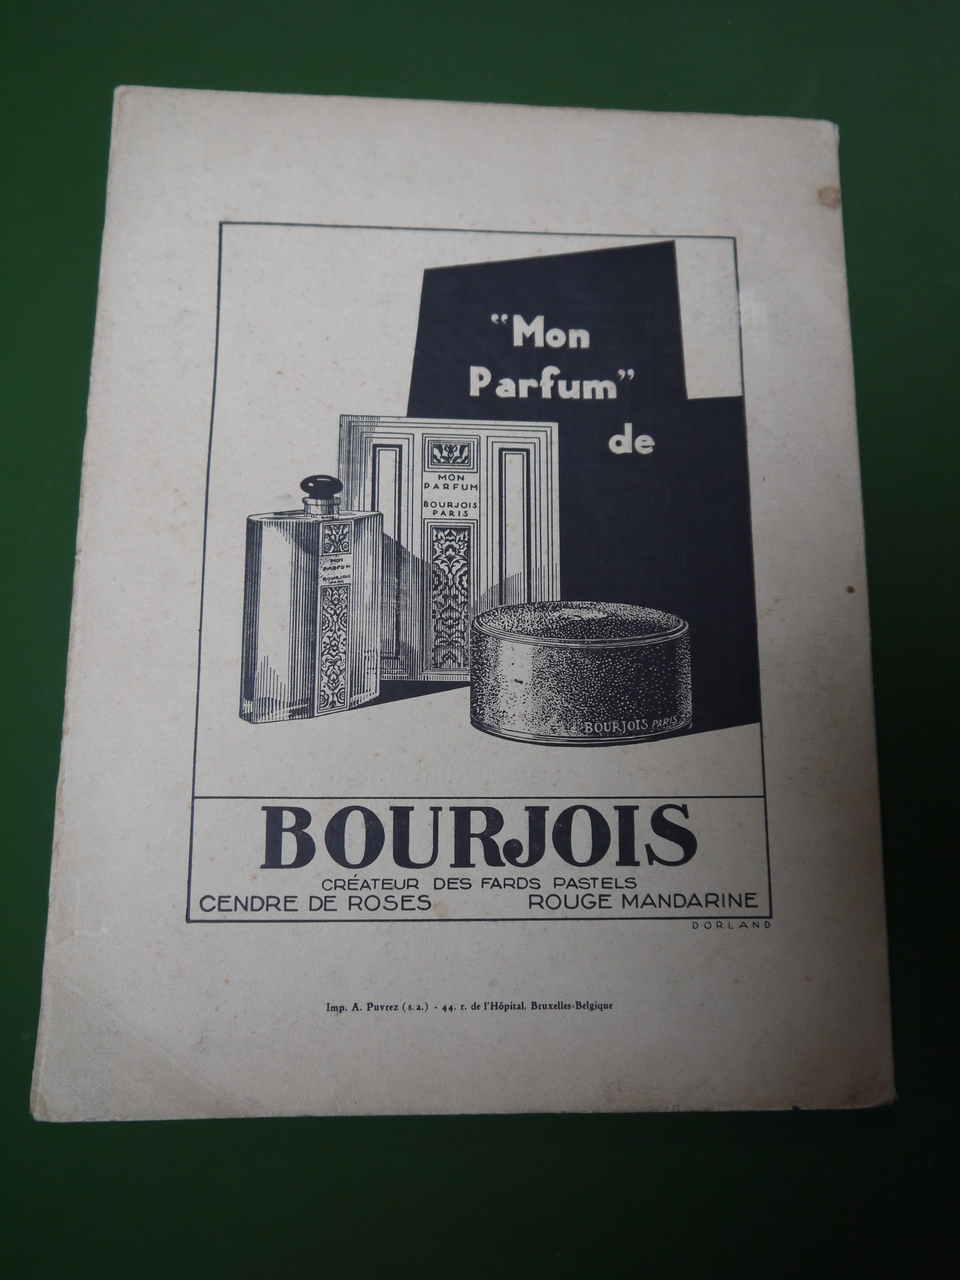 “Mon
Parfum”
de
MON
PARFUM
BOURJOIS
PARIS
MON
PARFUM
BOURJOIS
PARIS
BOURJOIS PARIS
BOURJOIS
CRÉATEUR DES FARDS PASTELS
CENDRE DE ROSES ROUGE MANDARINE
DORLAND
Imp. A. Puvrez (s. a.) - 44, r. de l'Hôpital. Bruxelles-Belgique